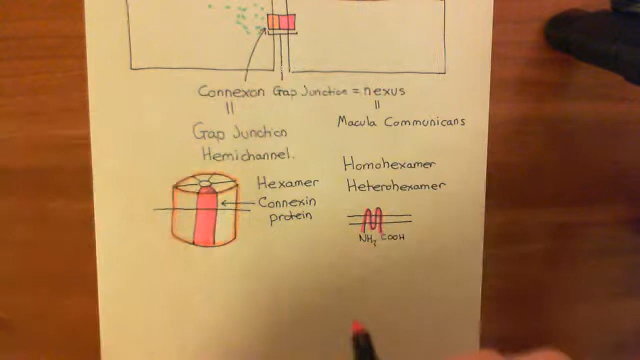 Connexon Gap Junction = nexus
Macula Communicans
Gap Junction
Hemichannel.
Homohexamer
Heterohexamer
Hexamer
Connexin
protein
NH2 COOH